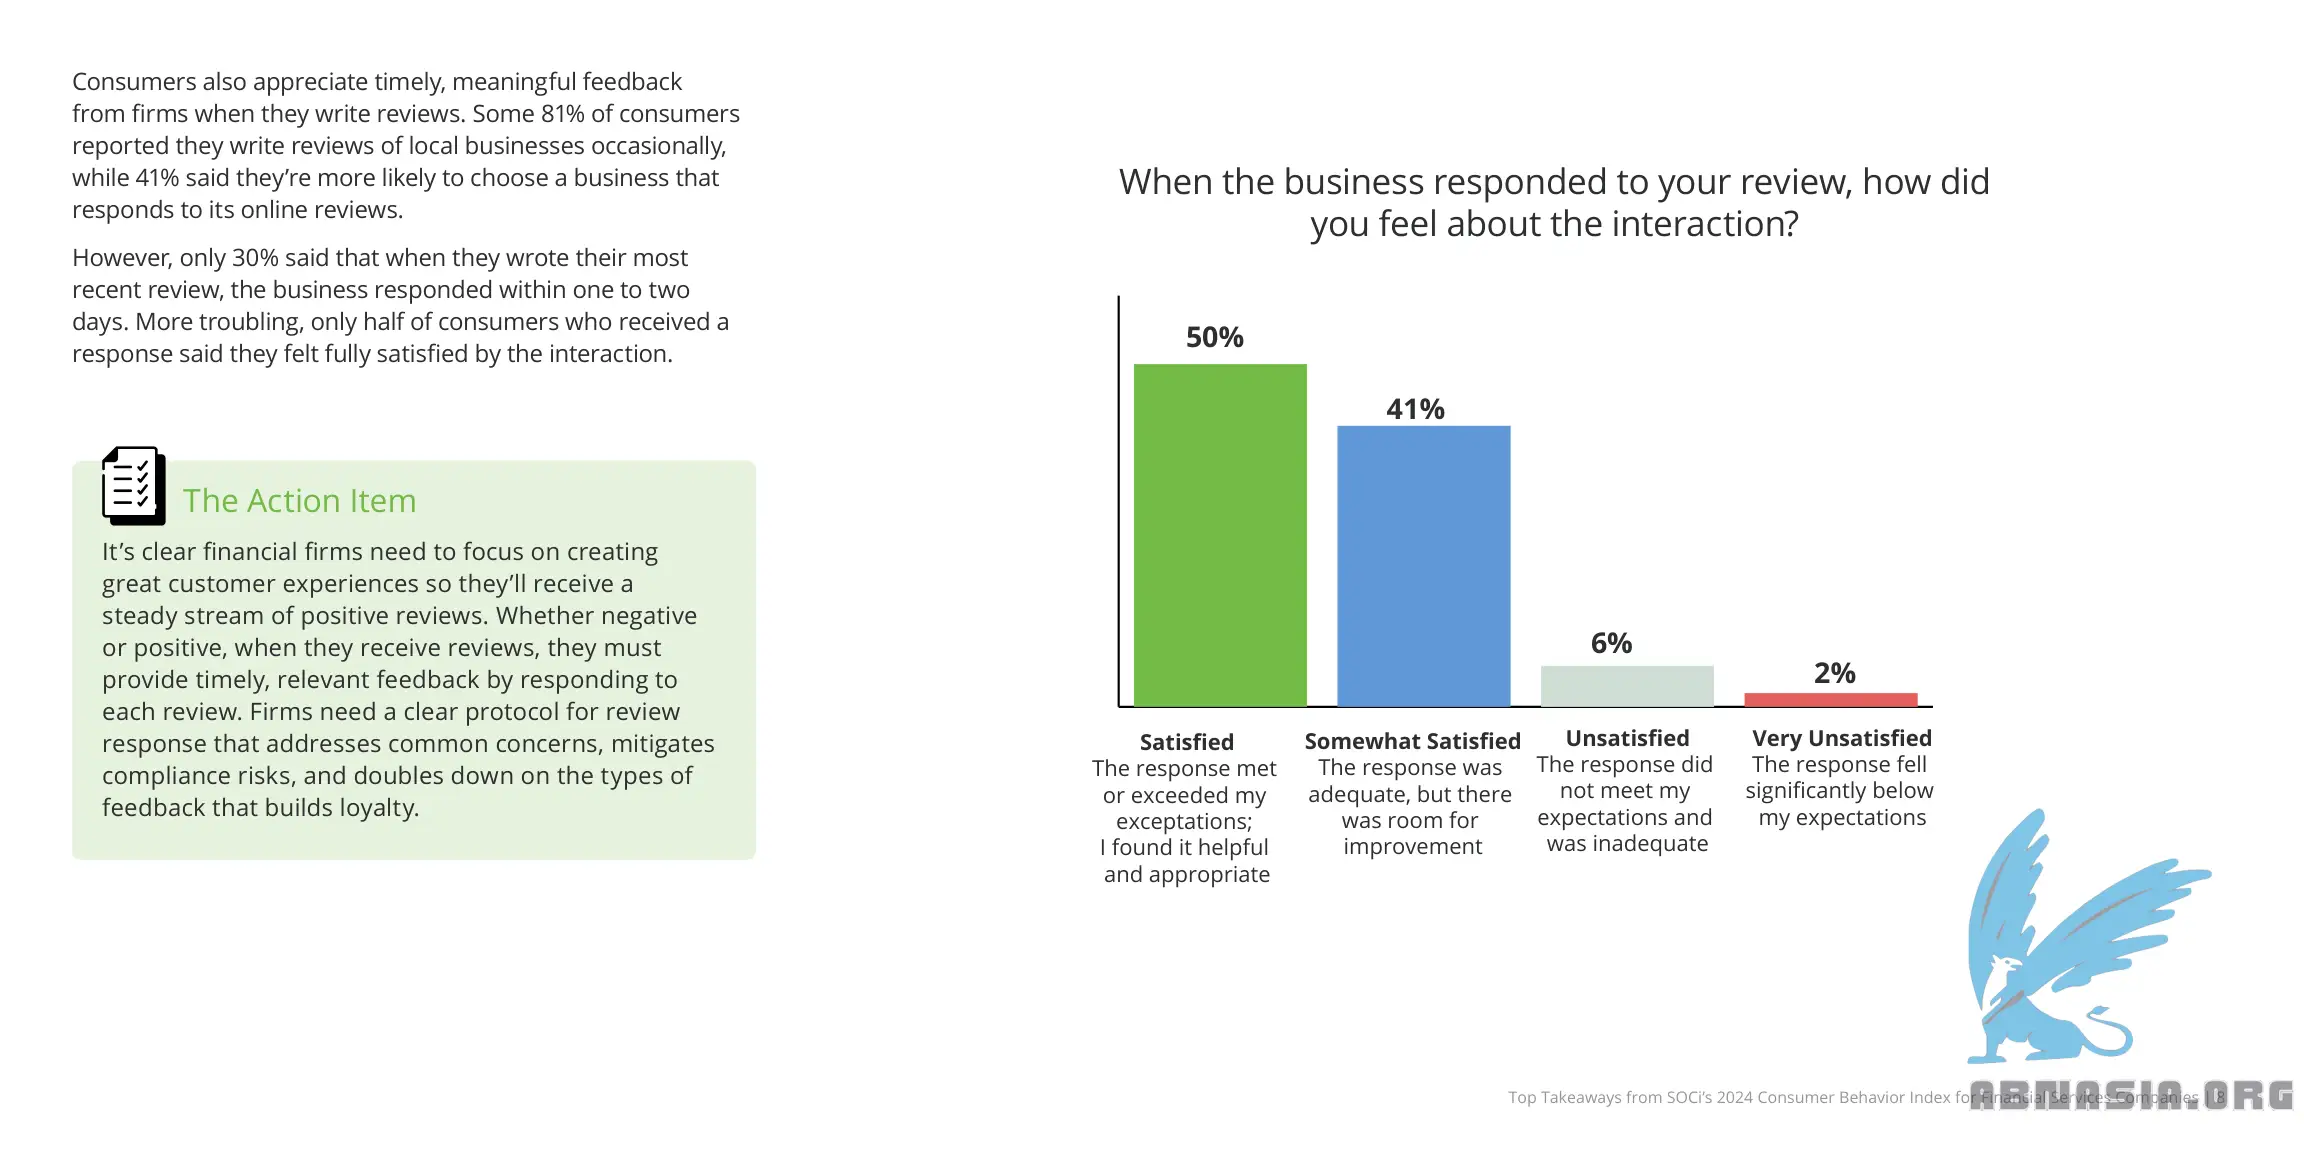 Consumers also appreciate timely, meaningful feedback
from firms when they write reviews. Some 81% of consumers
reported they write reviews of local businesses occasionally,
while 41% said they’re more likely to choose a business that
responds to its online reviews.
However, only 30% said that when they wrote their most
recent review, the business responded within one to two
days. More troubling, only half of consumers who received a
response said they felt fully satisfied by the interaction.
The Action Item
It’s clear financial firms need to focus on creating
great customer experiences so they’ll receive a
steady stream of positive reviews. Whether negative
or positive, when they receive reviews, they must
provide timely, relevant feedback by responding to
each review. Firms need a clear protocol for review
response that addresses common concerns, mitigates
compliance risks, and doubles down on the types of
feedback that builds loyalty.
When the business responded to your review, how did
you feel about the interaction?
50%
41%
6%
2%
Satisfied
The response met
or exceeded my
exceptations;
I found it helpful
and appropriate
Somewhat Satisfied
The response was
adequate, but there
was room for
improvement
Unsatisfied
The response did
not meet my
expectations and
was inadequate
Very Unsatisfied
The response fell
significantly below
my expectations
Top Takeaways from SOCi’s 2024 Consumer Behavior Index for Financial Services Companies | 8
ABNASIA.ORG